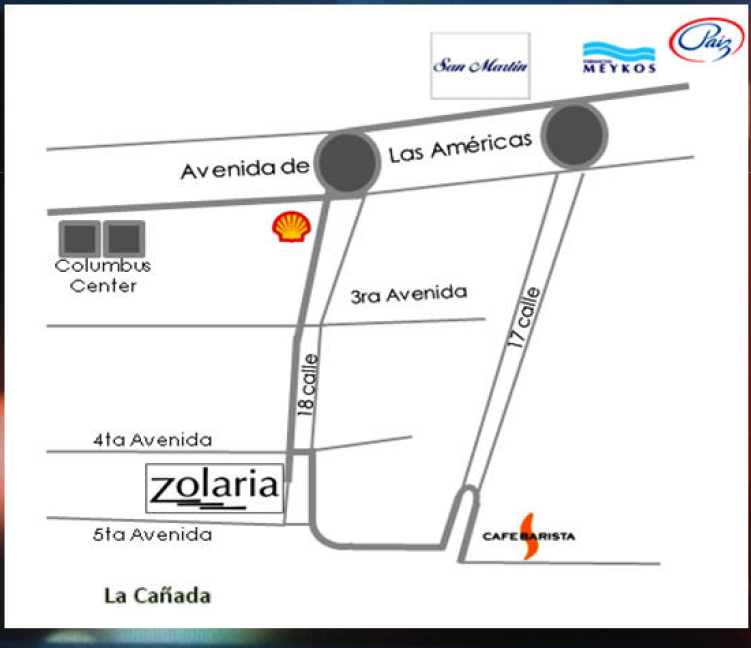 San Martin
FARMACIAS
MEYKOS
Paiz
Avenida de
Las Américas
Columbus
Center
3ra Avenida
17 calle
18 calle
4ta Avenida
zolaria
5ta Avenida
CAFE BARISTA
La Cañada